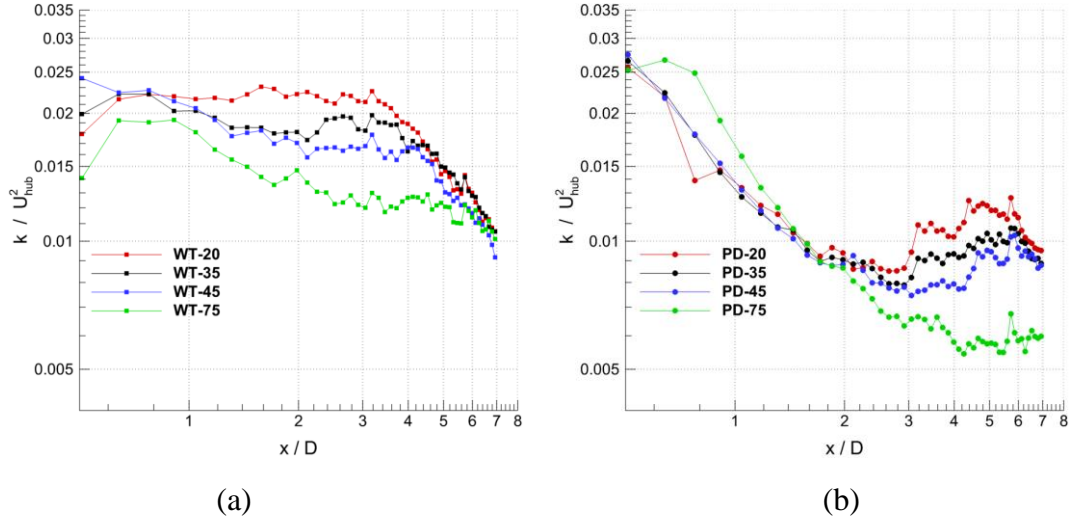 0.035
0.03
0.025
0.02
0.015
0.01
0.005
k / U²hub
WT-20
WT-35
WT-45
WT-75
1 2 3 4 5 6 7 8
x / D
(a)
0.035
0.03
0.025
0.02
0.015
0.01
0.005
k / U²hub
PD-20
PD-35
PD-45
PD-75
1 2 3 4 5 6 7 8
x / D
(b)